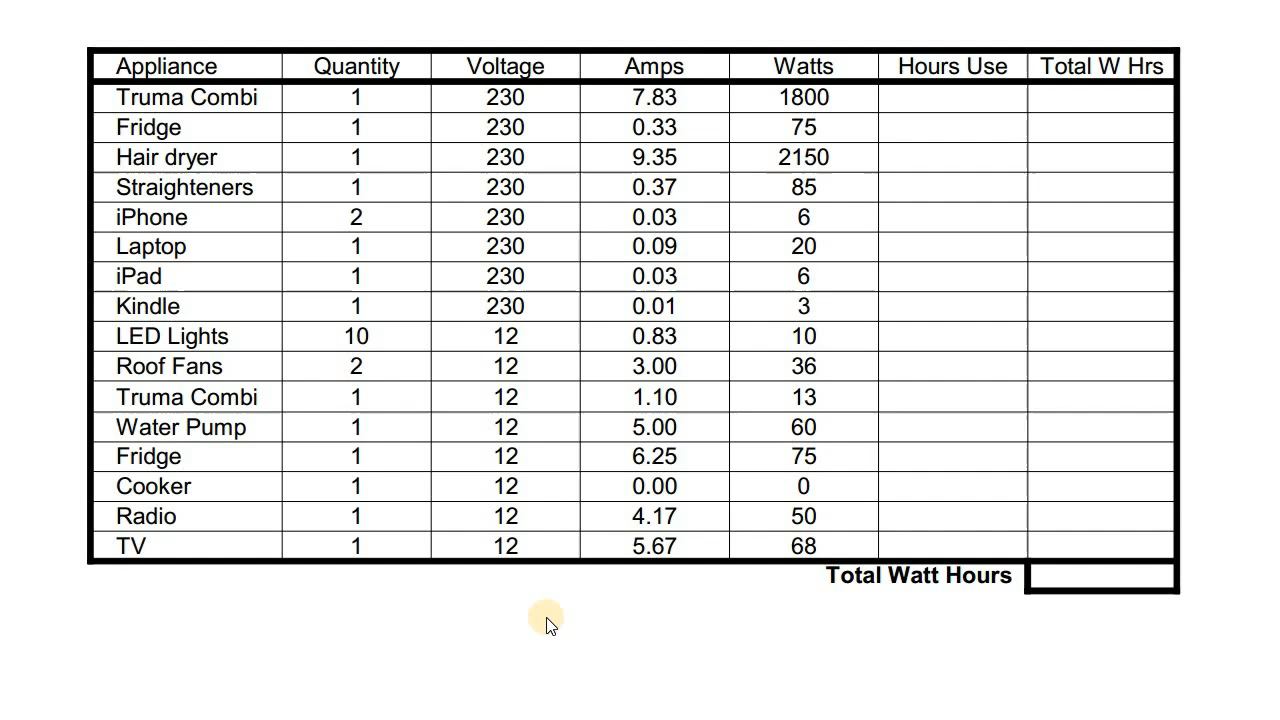 Appliance Quantity Voltage Amps Watts Hours Use Total W Hrs
Truma Combi 1 230 7.83 1800
Fridge 1 230 0.33 75
Hair dryer 1 230 9.35 2150
Straighteners 1 230 0.37 85
iPhone 2 230 0.03 6
Laptop 1 230 0.09 20
iPad 1 230 0.03 6
Kindle 1 230 0.01 3
LED Lights 10 12 0.83 10
Roof Fans 2 12 3.00 36
Truma Combi 1 12 1.10 13
Water Pump 1 12 5.00 60
Fridge 1 12 6.25 75
Cooker 1 12 0.00 0
Radio 1 12 4.17 50
TV 1 12 5.67 68
Total Watt Hours